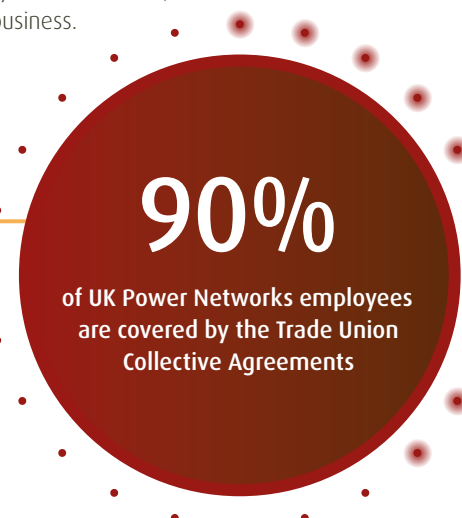 business.
90%
of UK Power Networks employees
are covered by the Trade Union
Collective Agreements